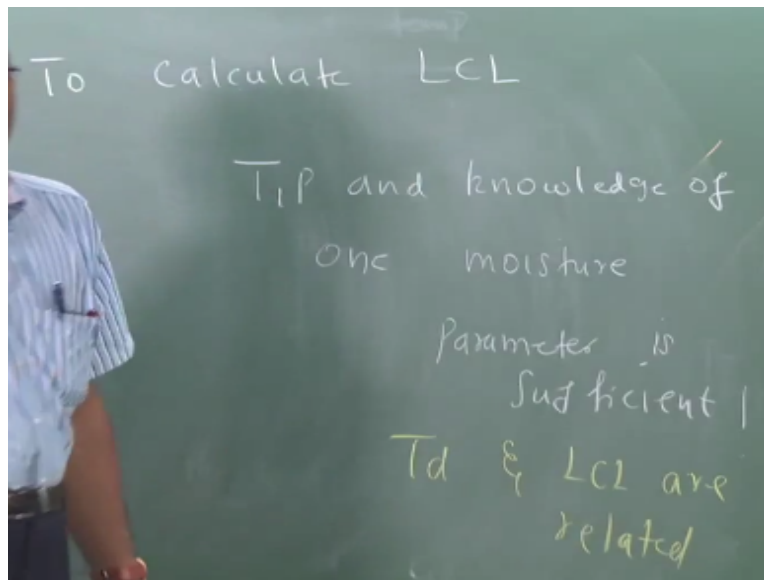 To Calculate LCL
T, P and knowledge of
one moisture
Parameter is
Sufficient!
Td & LCL are
related